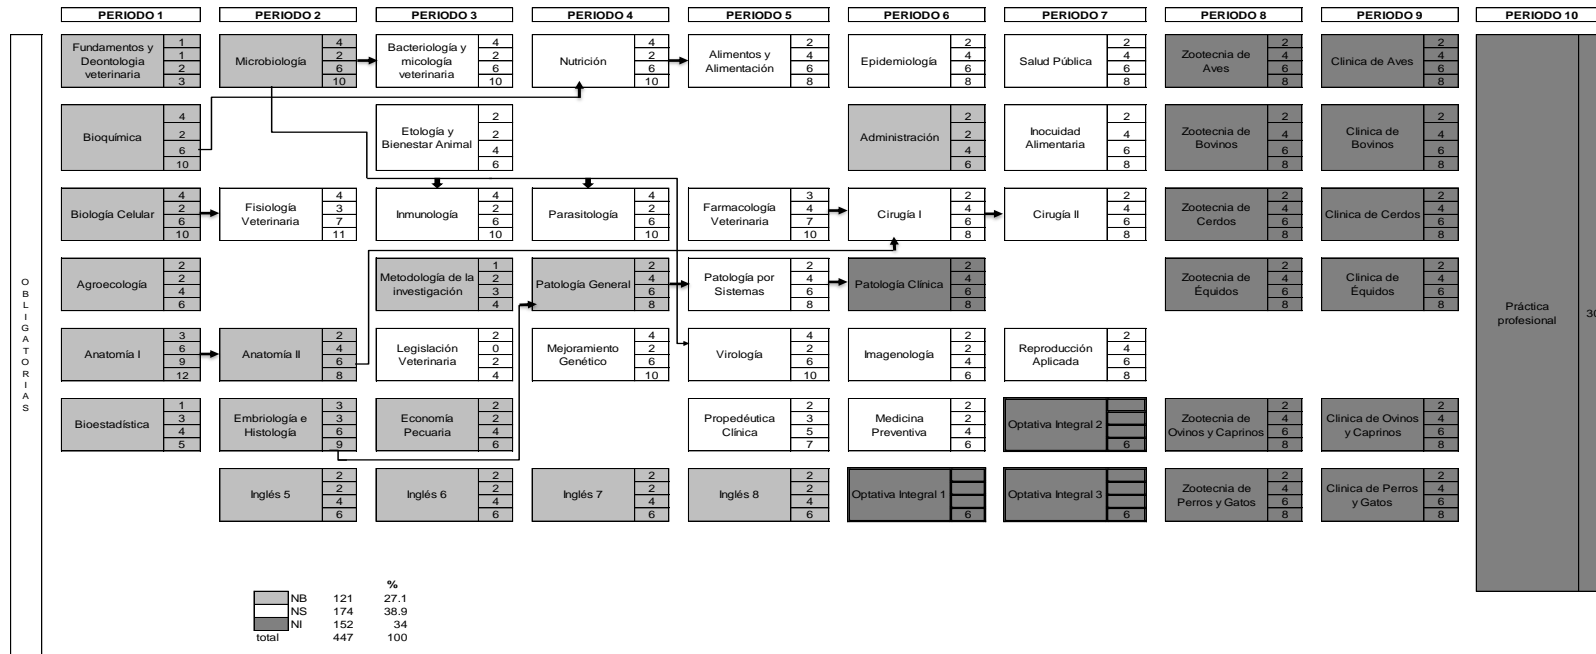 PERIODO 1 PERIODO 2 PERIODO 3 PERIODO 4 PERIODO 5 PERIODO 6 PERIODO 7 PERIODO 8 PERIODO 9 PERIODO 10
OBLIGATORIAS
Fundamentos y
Deontologia
veterinaria
1
1
2
3
Microbiología
4
2
6
10
Bacteriología y
micología
veterinaria
4
2
6
10
Nutrición
4
2
6
10
Alimentos y
Alimentación
2
4
6
8
Epidemiología
2
4
6
8
Salud Pública
2
4
6
8
Zootecnia de
Aves
2
4
6
8
Clinica de Aves
2
4
6
8
Bioquímica
4
2
6
10
Etología y
Bienestar Animal
2
2
4
6
Administración
2
2
4
6
Inocuidad
Alimentaria
2
4
6
8
Zootecnia de
Bovinos
2
4
6
8
Clinica de
Bovinos
2
4
6
8
Biología Celular
4
2
6
10
Fisiología
Veterinaria
4
3
7
11
Inmunología
4
2
6
10
Parasitología
4
2
6
10
Farmacología
Veterinaria
3
4
7
10
Cirugía I
2
4
6
8
Cirugía II
2
4
6
8
Zootecnia de
Cerdos
2
4
6
8
Clinica de Cerdos
2
4
6
8
Agroecología
2
2
4
6
Metodología de la
investigación
1
2
3
4
Patología General
2
4
6
8
Patología por
Sistemas
2
4
6
8
Patología Clínica
2
4
6
8
Zootecnia de
Équidos
2
4
6
8
Clinica de
Équidos
2
4
6
8
Práctica
profesional
30
Anatomía I
3
6
9
12
Anatomía II
2
4
6
8
Legislación
Veterinaria
2
0
2
4
Mejoramiento
Genético
4
2
6
10
Virología
4
2
6
10
Imagenología
2
2
4
6
Reproducción
Aplicada
2
4
6
8
Bioestadística
1
3
4
5
Embriología e
Histología
3
3
6
9
Economía
Pecuaria
2
2
4
6
Propedéutica
Clínica
2
3
5
7
Medicina
Preventiva
2
2
4
6
Optativa Integral 2
6
Zootecnia de
Ovinos y Caprinos
2
4
6
8
Clinica de Ovinos
y Caprinos
2
4
6
8
Inglés 5
2
2
4
6
Inglés 6
2
2
4
6
Inglés 7
2
2
4
6
Inglés 8
2
2
4
6
Optativa Integral 1
6
Optativa Integral 3
6
Zootecnia de
Perros y Gatos
2
4
6
8
Clinica de Perros
y Gatos
2
4
6
8
%
NB 121 27.1
NS 174 38.9
NI 152 34
total 447 100